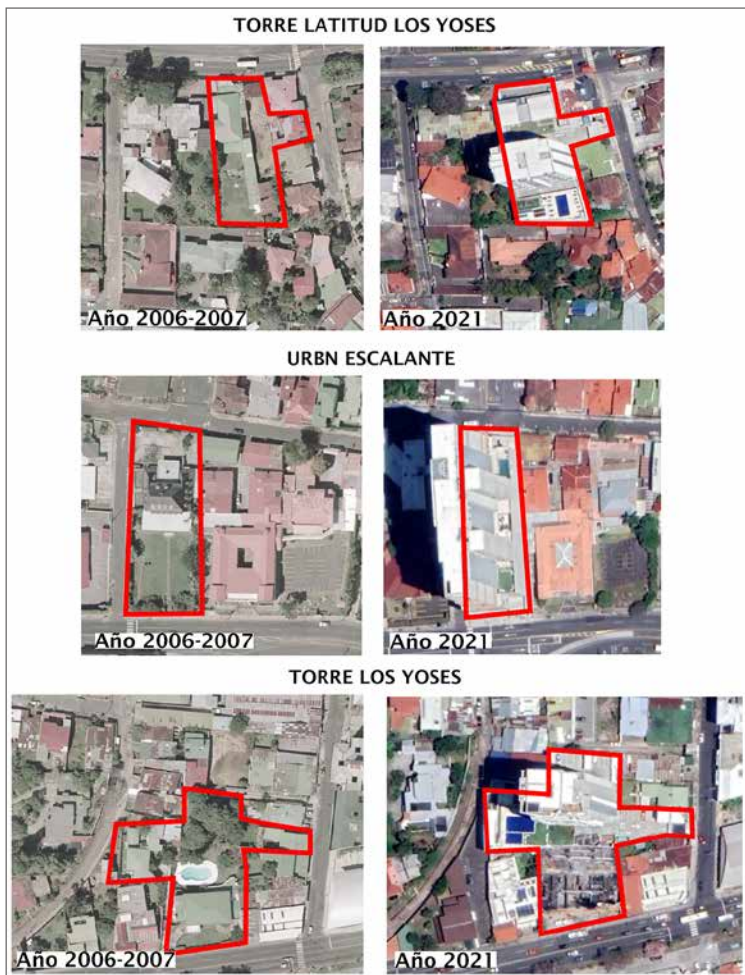 TORRE LATITUD LOS YOSES
Año 2006-2007
Año 2021
URBN ESCALANTE
Año 2006-2007
Año 2021
TORRE LOS YOSES
Año 2006-2007
Año 2021